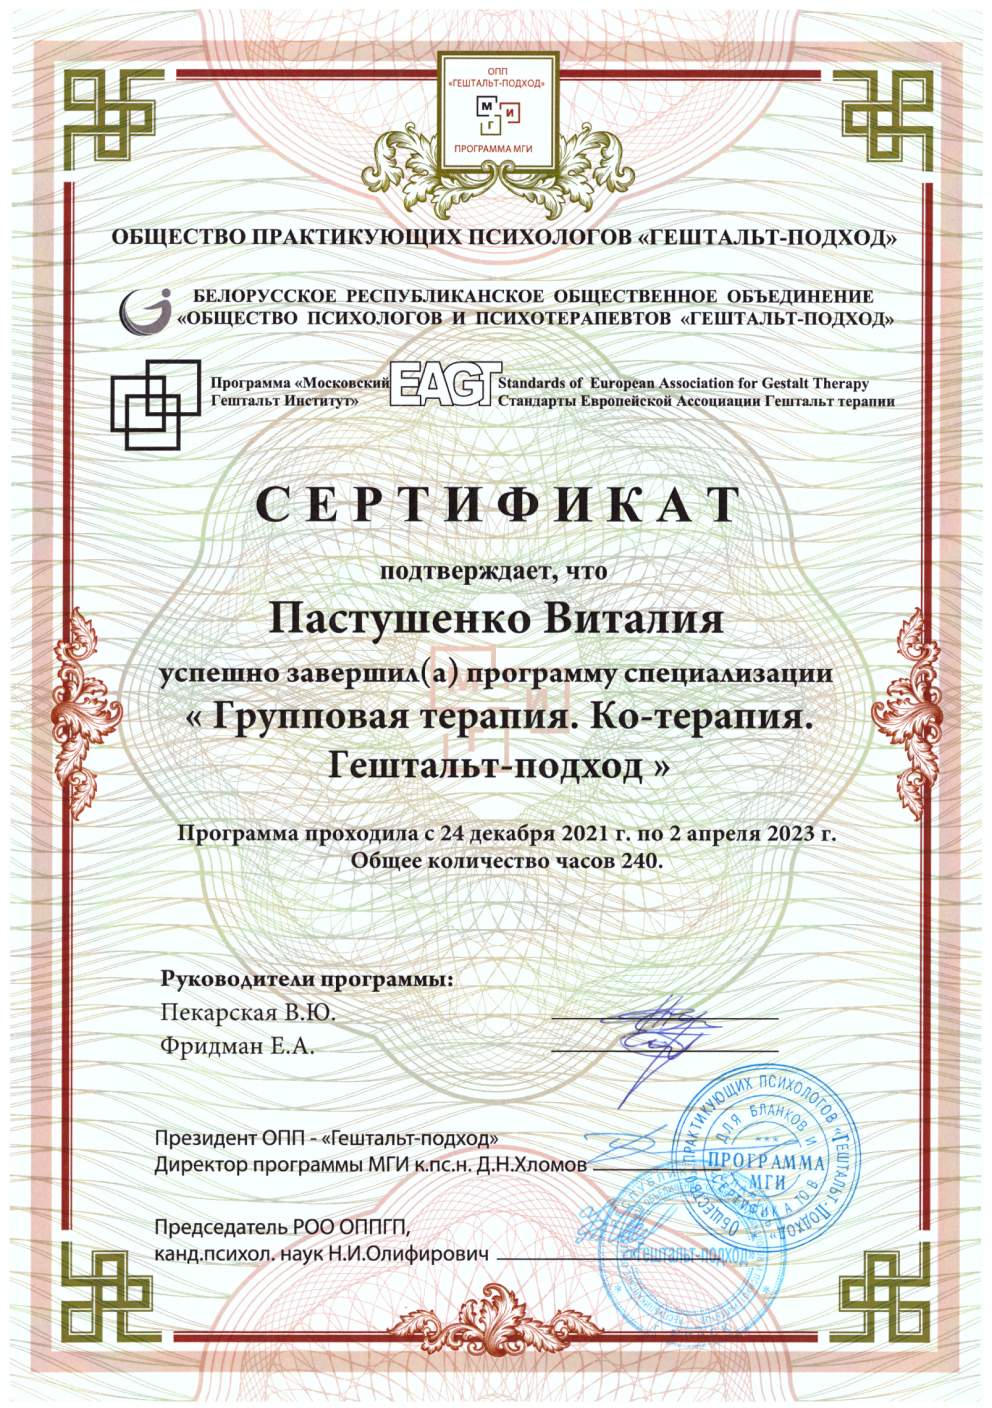 ОПП
«ГЕШТАЛЬТ-ПОДХОД»
М
И
Г
ПРОГРАММА МГИ
ОБЩЕСТВО ПРАКТИКУЮЩИХ ПСИХОЛОГОВ «ГЕШТАЛЬТ-ПОДХОД»
БЕЛОРУССКОЕ РЕСПУБЛИКАНСКОЕ ОБЩЕСТВЕННОЕ ОБЪЕДИНЕНИЕ
«ОБЩЕСТВО ПСИХОЛОГОВ И ПСИХОТЕРАПЕВТОВ «ГЕШТАЛЬТ-ПОДХОД»
Программа «Московский
Гештальт Институт»
EAGT
Standards of European Association for Gestalt Therapy
Стандарты Европейской Ассоциации Гештальт терапии
СЕРТИФИКАТ
подтверждает, что
Пастушенко Виталия
успешно завершил(а) программу специализации
« Групповая терапия. Ко-терапия.
Гештальт-подход »
Программа проходила с 24 декабря 2021 г. по 2 апреля 2023 г.
Общее количество часов 240.
Руководители программы:
Пекарская В.Ю.
Фридман Е.А.
Президент ОПП - «Гештальт-подход»
Директор программы МГИ к.пс.н. Д.Н.Хломов
Председатель РОО ОППГП,
канд.психол. наук Н.И.Олифирович
ОБЩЕСТВО ПРАКТИКУЮЩИХ ПСИХОЛОГОВ «ГЕШТАЛЬТ-ПОДХОД»
ДЛЯ БЛАНКОВ И
ПРОГРАММА
МГИ
СЕРТИФИКАТОВ
«Гештальт-подход»